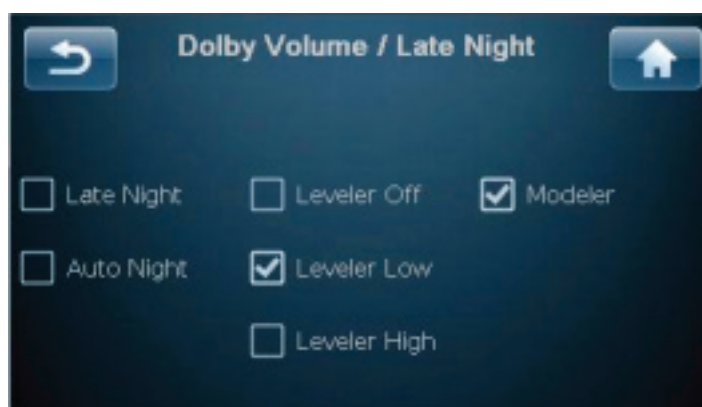 Dolby Volume / Late Night
Late Night Leveler Off Modeler
Auto Night Leveler Low
Leveler High